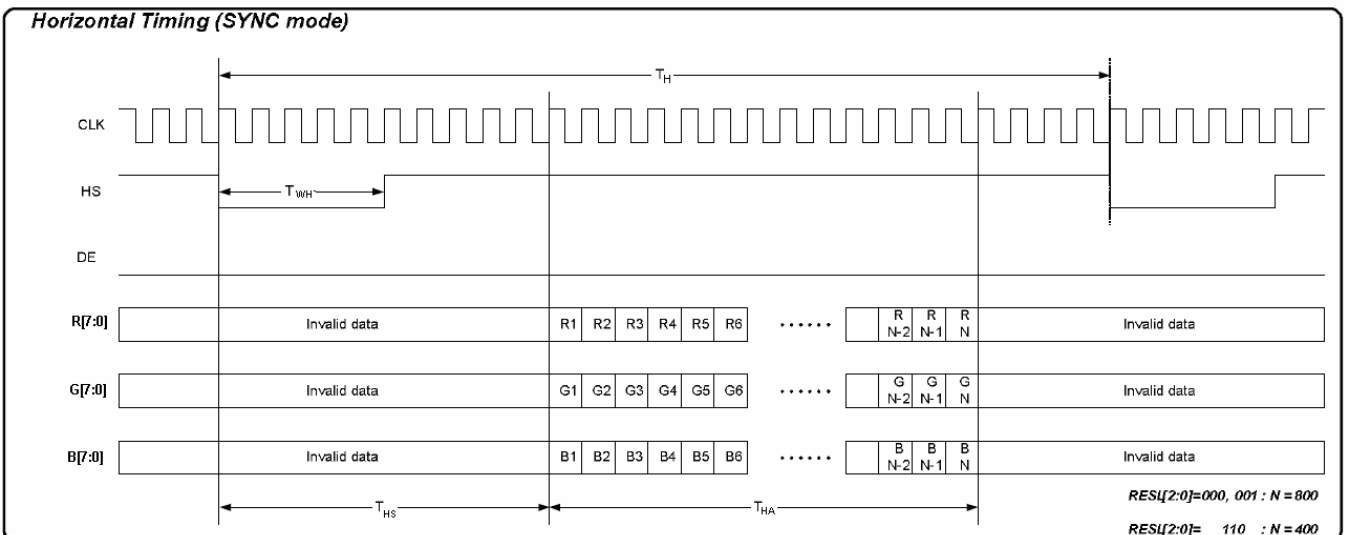 Horizontal Timing (SYNC mode)
TH
CLK
HS
TWH
DE
R[7:0] Invalid data R1 R2 R3 R4 R5 R6 ...... R N-2 R N-1 R N Invalid data
G[7:0] Invalid data G1 G2 G3 G4 G5 G6 ...... G N-2 G N-1 G N Invalid data
B[7:0] Invalid data B1 B2 B3 B4 B5 B6 ...... B N-2 B N-1 B N Invalid data
THS THA
RESL[2:0]=000, 001 : N = 800
RESL[2:0]= 110 : N = 400